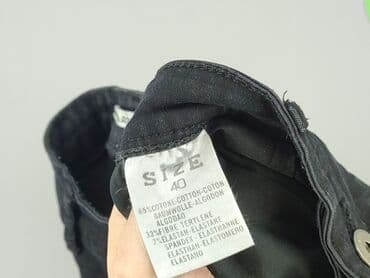 SIZE
40
65%COTONE-COTTON-COTON
BAUMWOLLE-ALGODON
ALGODAO
33%FIBRE TERYLENE
2%ELASTAN-ELASTANE
SPANDEX ELASTHAN
ELASTAN-ELASTOMERO
ELASTANO